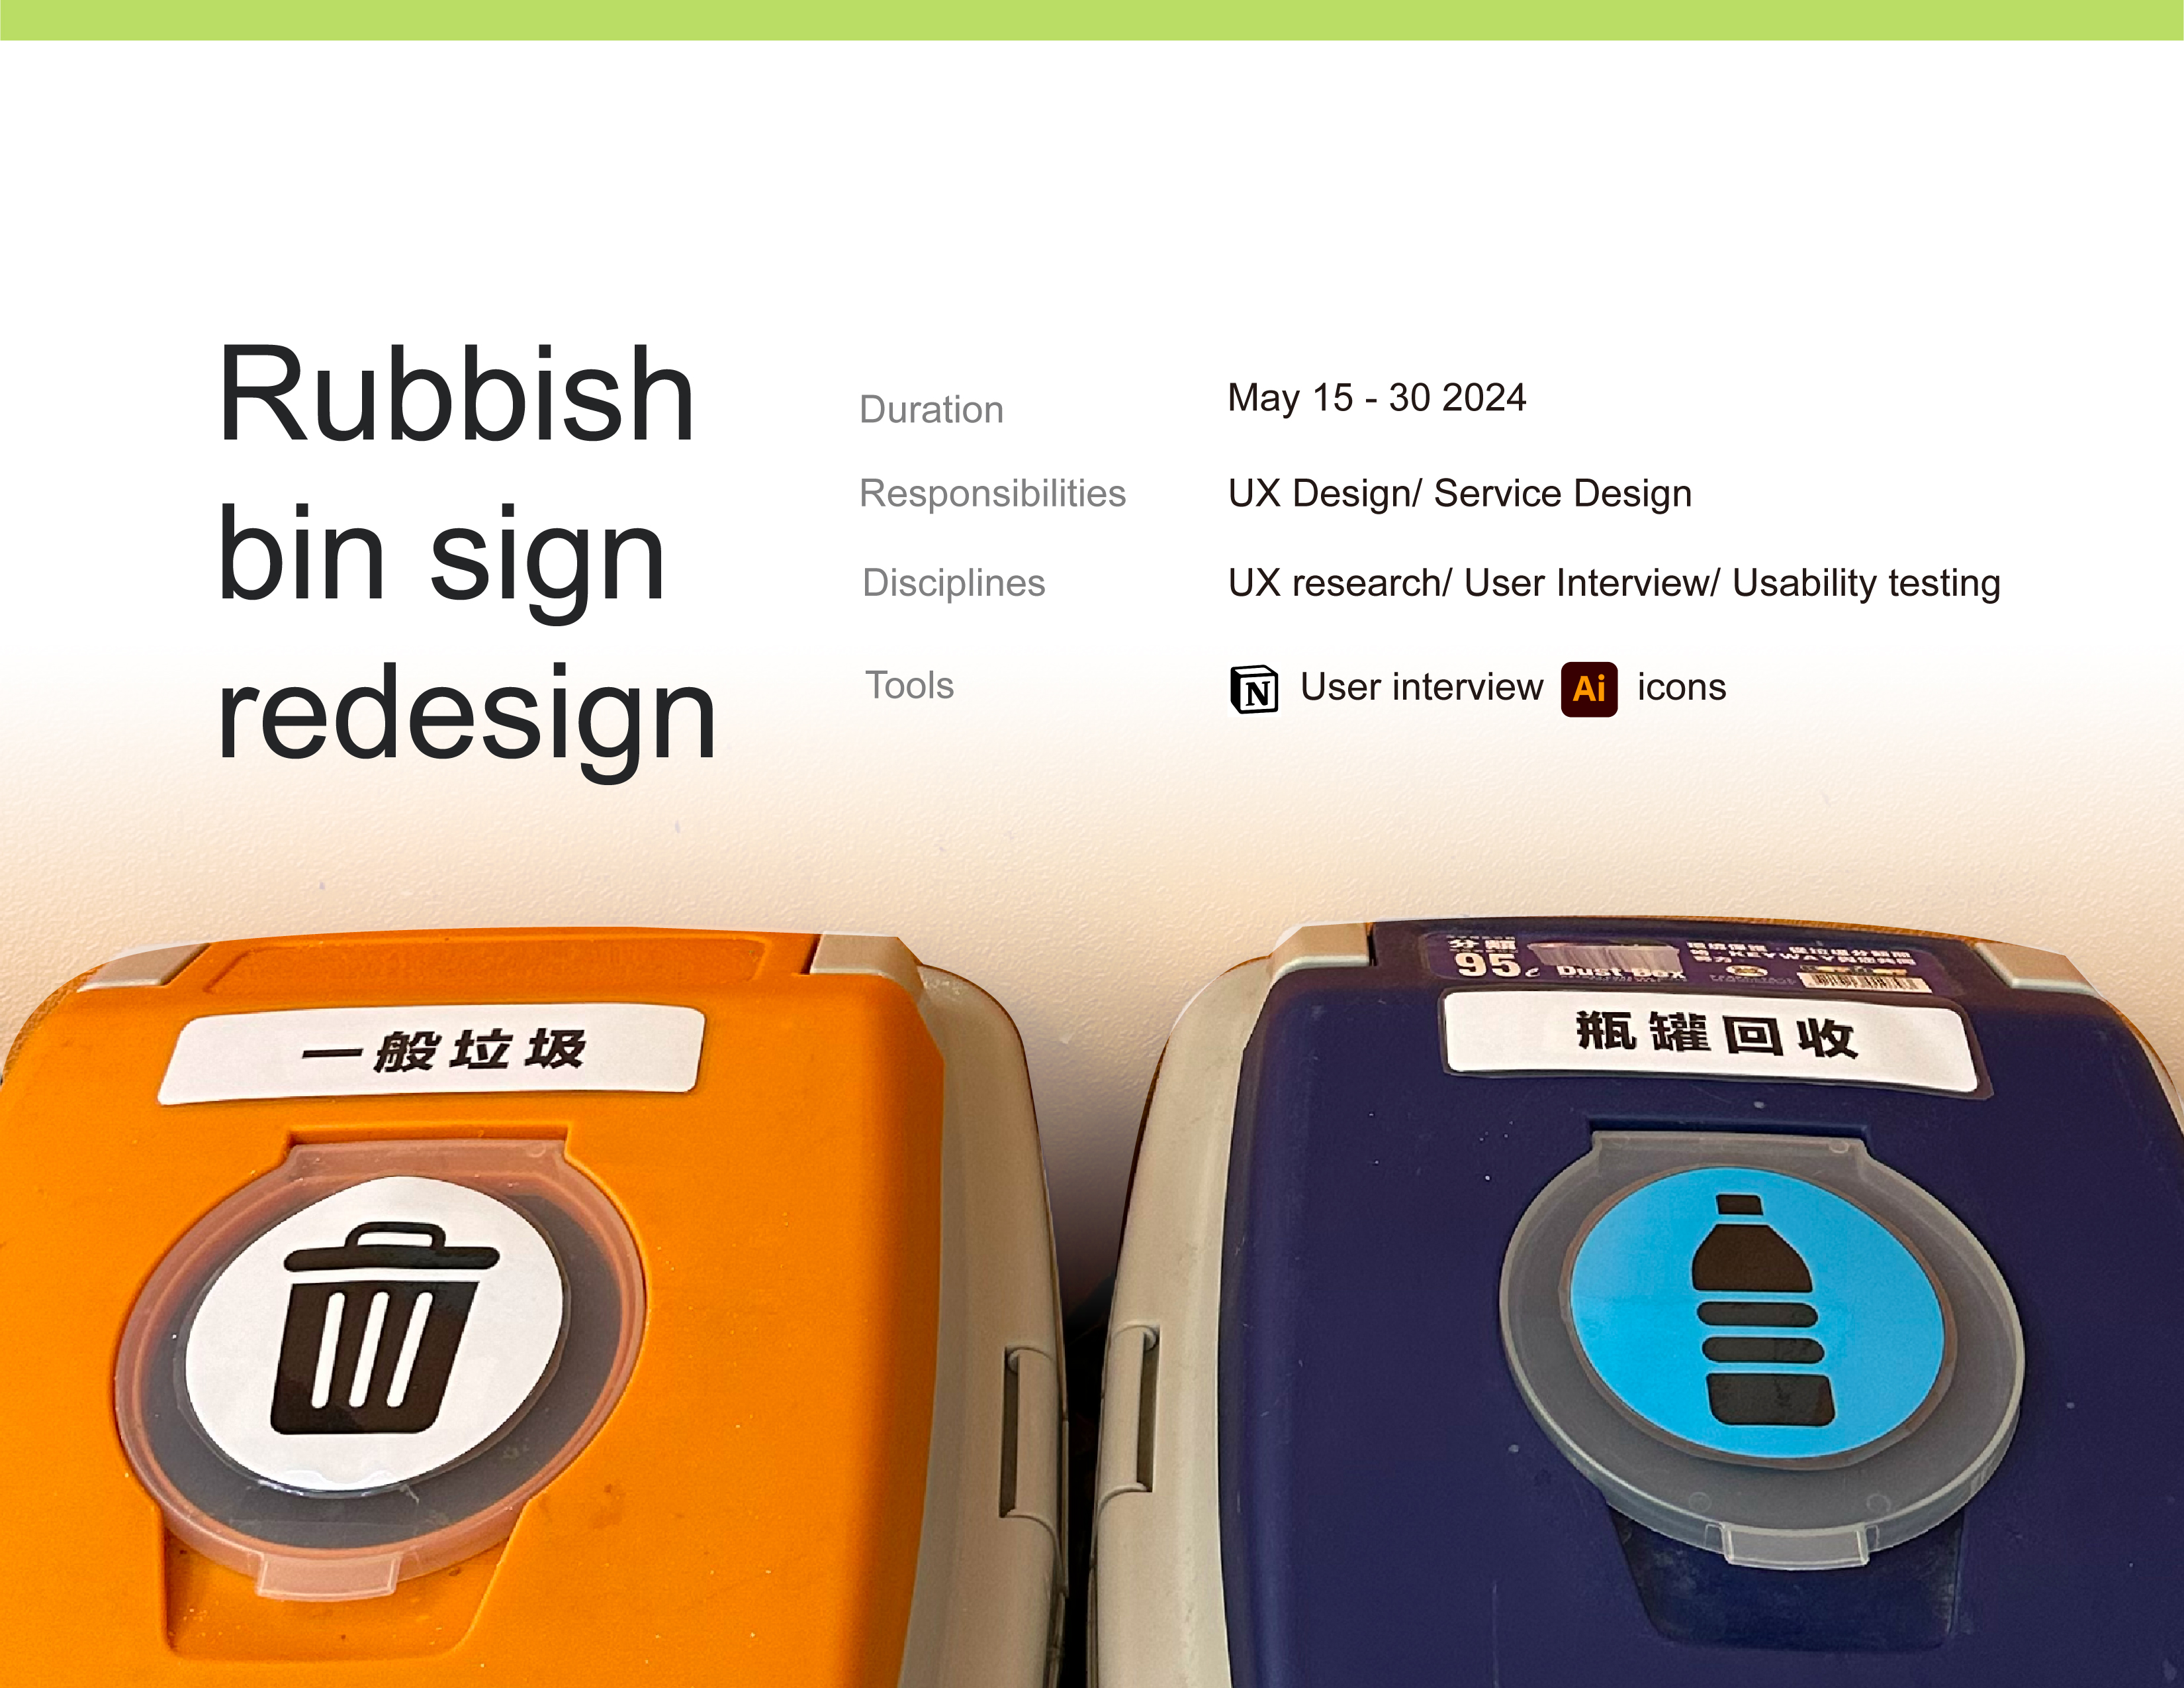 Rubbish
bin sign
redesign
Duration
May 15 - 30 2024
Responsibilities
UX Design/ Service Design
Disciplines
UX research/ User Interview/ Usability testing
Tools
N User interview Ai icons
一般垃圾
分類
95ℓ
Dust Box
瓶罐回收